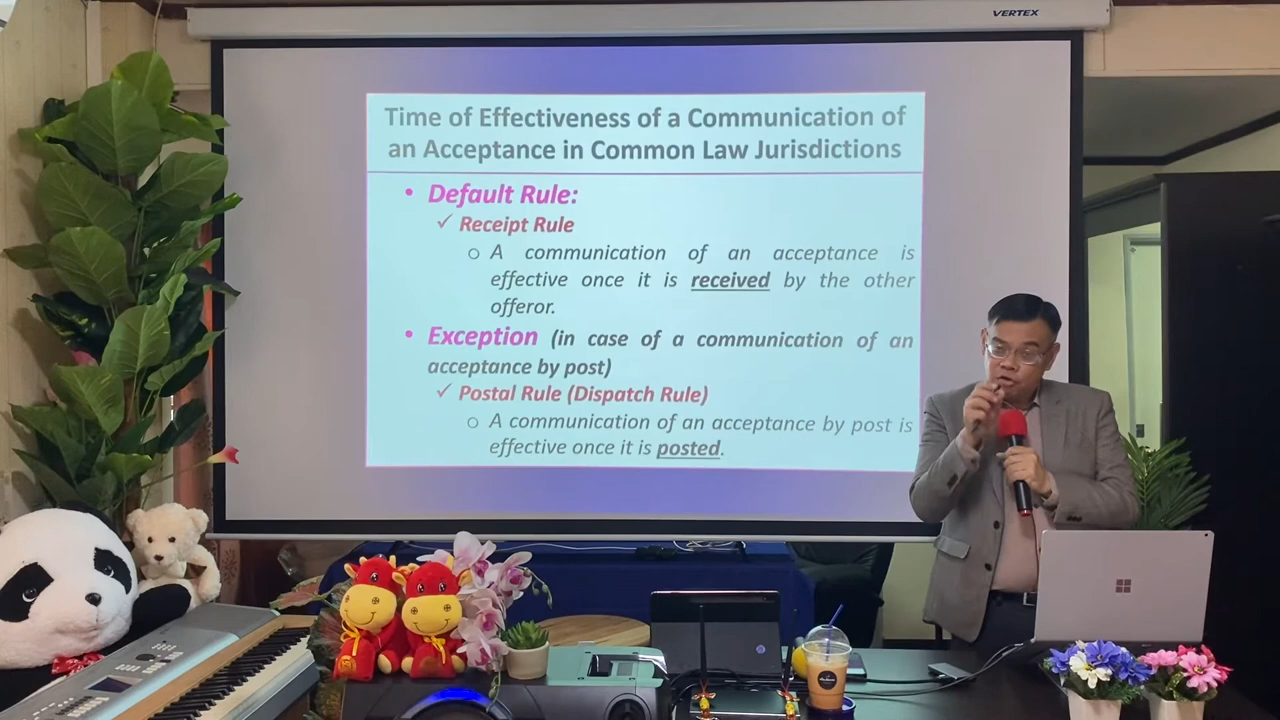 VERTEX
Time of Effectiveness of a Communication of
an Acceptance in Common Law Jurisdictions
• Default Rule:
✓ Receipt Rule
o A communication of an acceptance is
effective once it is received by the other
offeror.
• Exception (in case of a communication of an
acceptance by post)
✓ Postal Rule (Dispatch Rule)
o A communication of an acceptance by post is
effective once it is posted.